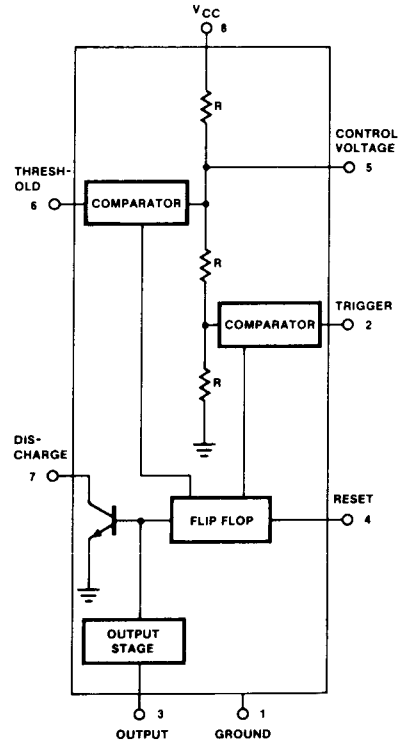 VCC
8
R
CONTROL
VOLTAGE
5
THRESH-
OLD
6
COMPARATOR
R
COMPARATOR
TRIGGER
2
R
DIS-
CHARGE
7
FLIP FLOP
RESET
4
OUTPUT
STAGE
3
1
OUTPUT
GROUND